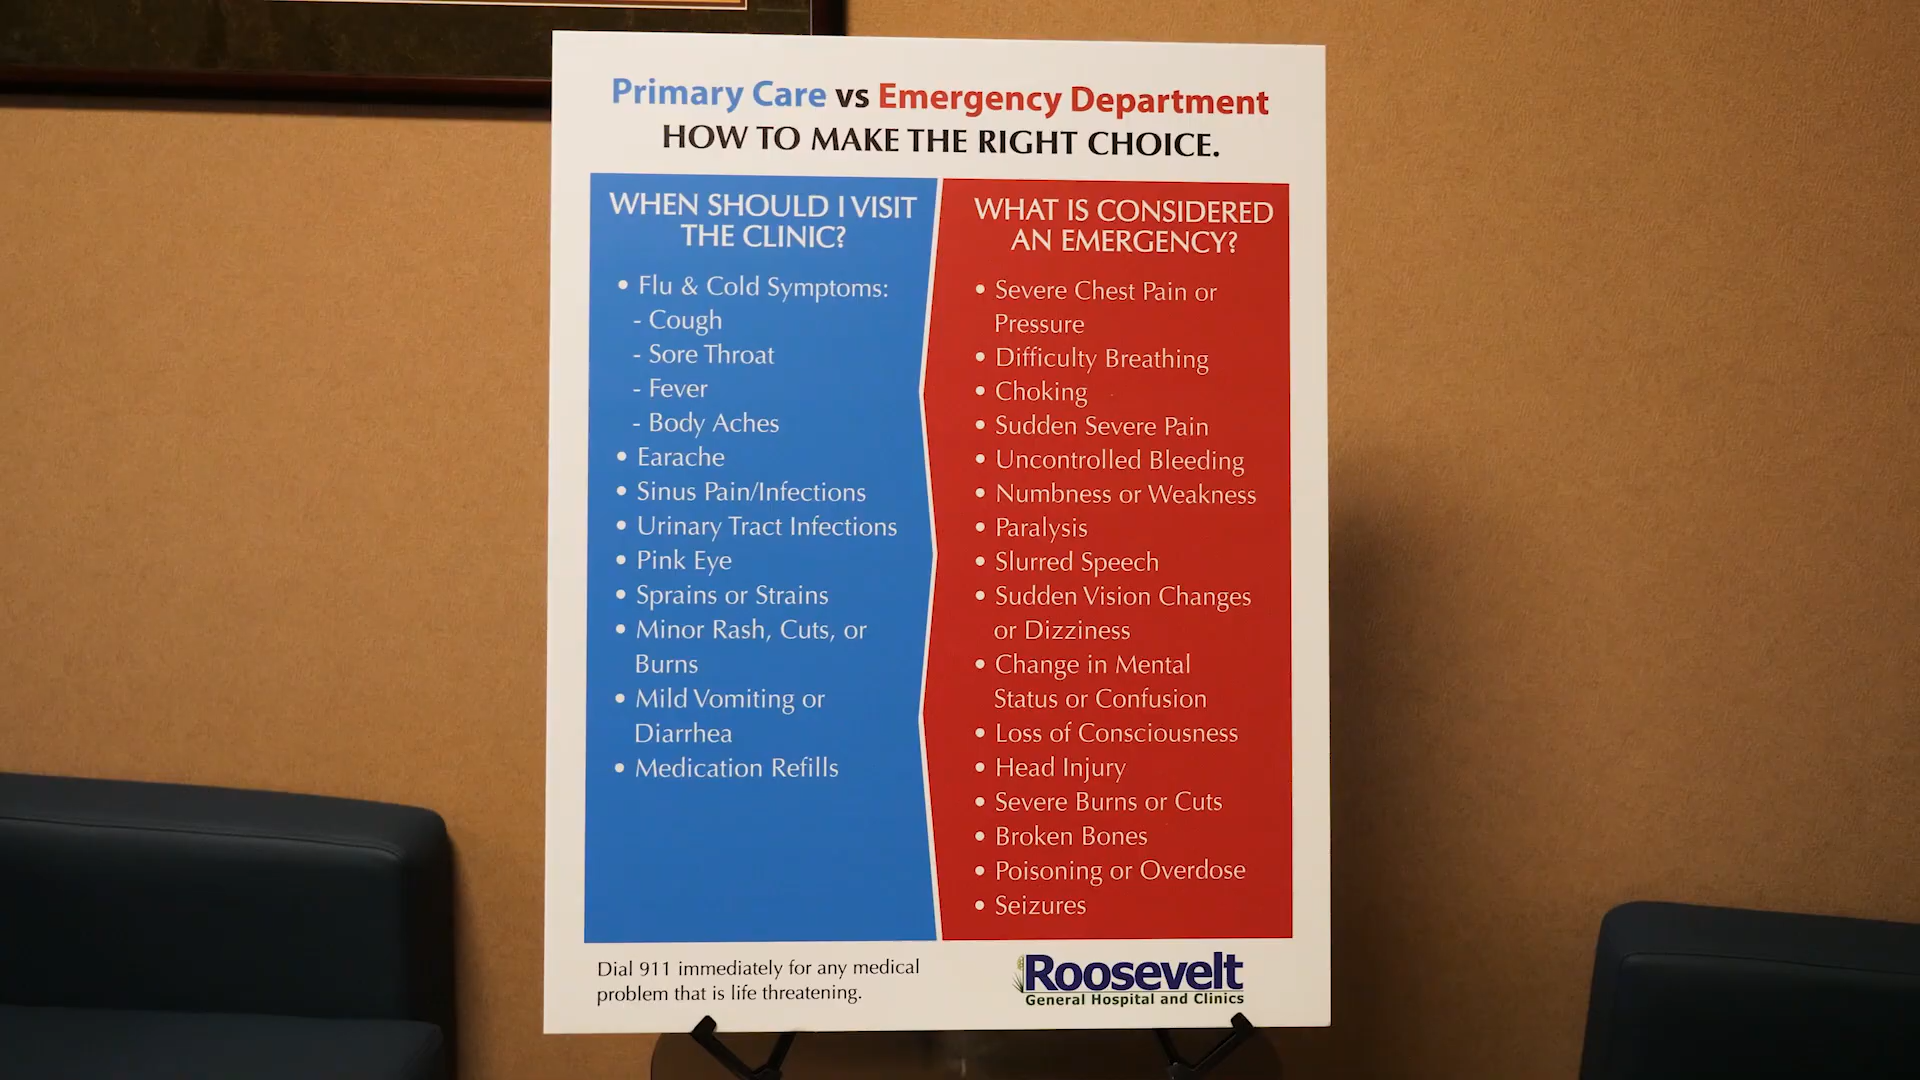 Primary Care vs Emergency Department
HOW TO MAKE THE RIGHT CHOICE.
WHEN SHOULD I VISIT
THE CLINIC?
• Flu & Cold Symptoms:
- Cough
- Sore Throat
- Fever
- Body Aches
• Earache
• Sinus Pain/Infections
• Urinary Tract Infections
• Pink Eye
• Sprains or Strains
• Minor Rash, Cuts, or
Burns
• Mild Vomiting or
Diarrhea
• Medication Refills
WHAT IS CONSIDERED
AN EMERGENCY?
• Severe Chest Pain or
Pressure
• Difficulty Breathing
• Choking
• Sudden Severe Pain
• Uncontrolled Bleeding
• Numbness or Weakness
• Paralysis
• Slurred Speech
• Sudden Vision Changes
or Dizziness
• Change in Mental
Status or Confusion
• Loss of Consciousness
• Head Injury
• Severe Burns or Cuts
• Broken Bones
• Poisoning or Overdose
• Seizures
Dial 911 immediately for any medical
problem that is life threatening.
Roosevelt
General Hospital and Clinics